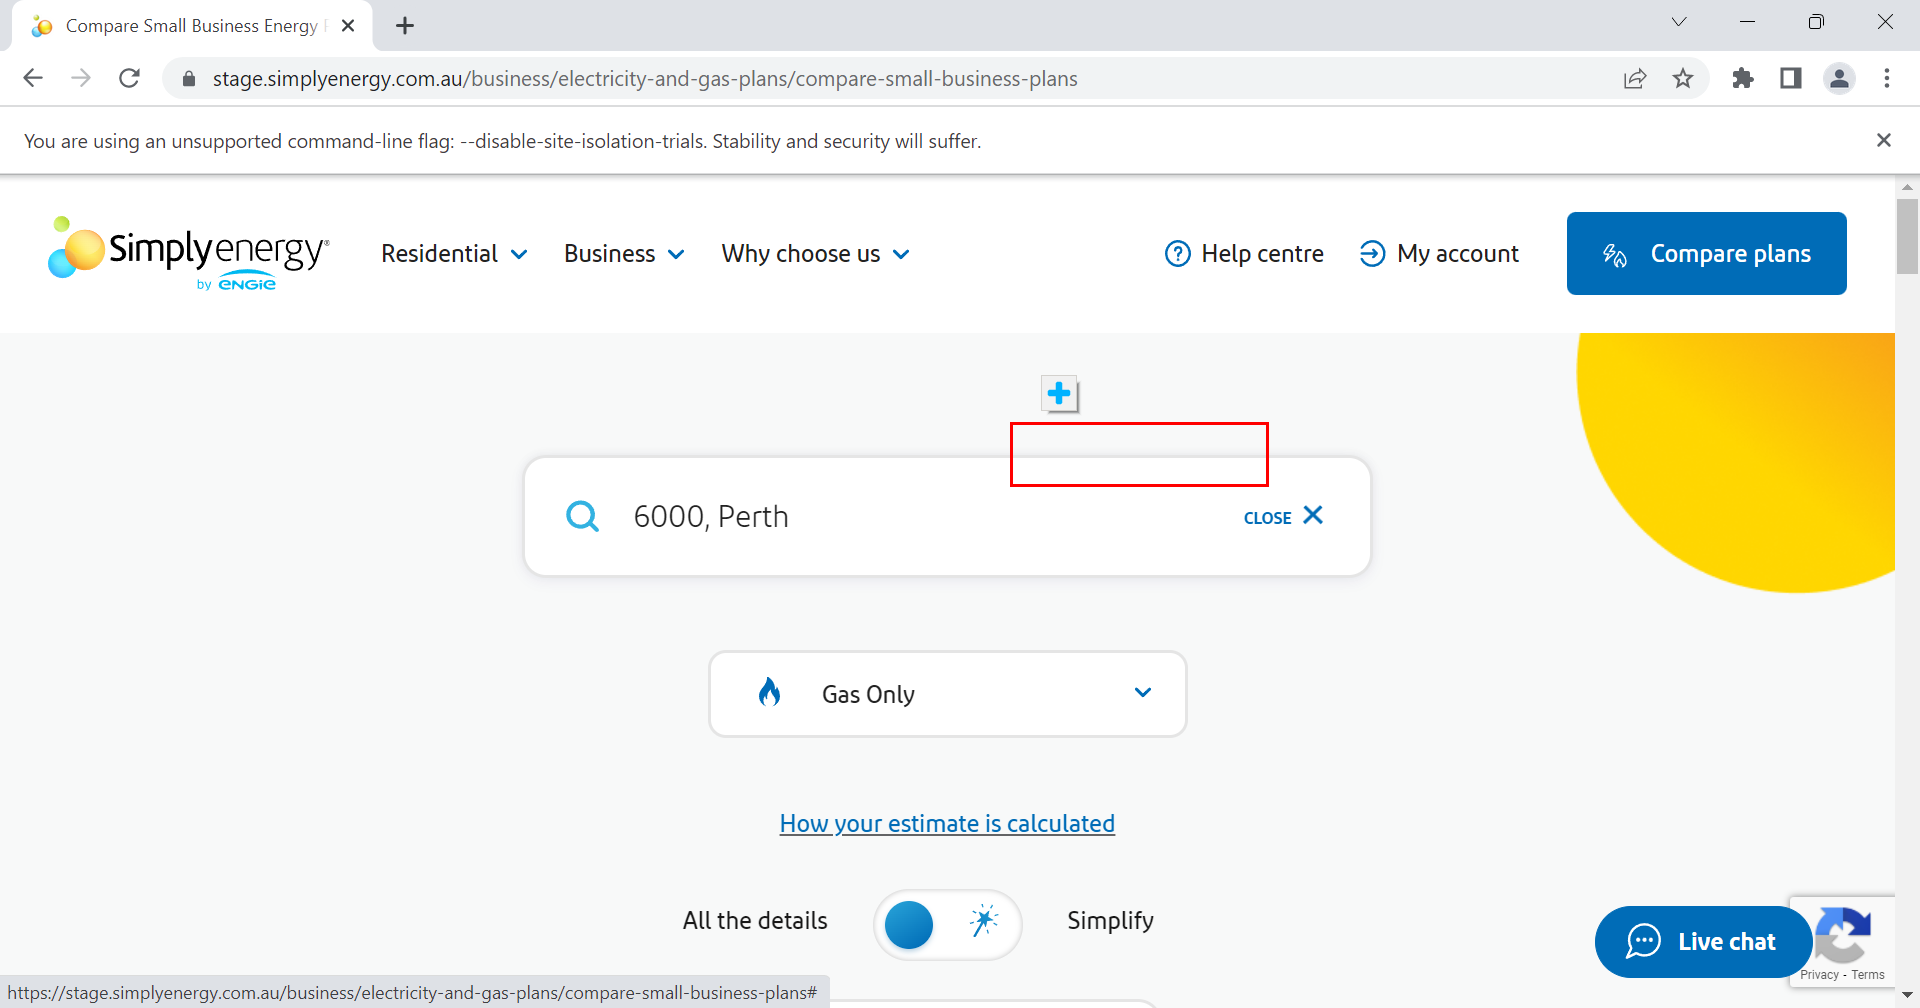 Compare Small Business Energy
stage.simplyenergy.com.au/business/electricity-and-gas-plans/compare-small-business-plans
You are using an unsupported command-line flag: --disable-site-isolation-trials. Stability and security will suffer.
Simplyenergy®
by ENGIE
Residential
Business
Why choose us
Help centre
My account
Compare plans
6000, Perth
CLOSE
Gas Only
How your estimate is calculated
All the details
Simplify
Live chat
Privacy - Terms
https://stage.simplyenergy.com.au/business/electricity-and-gas-plans/compare-small-business-plans#